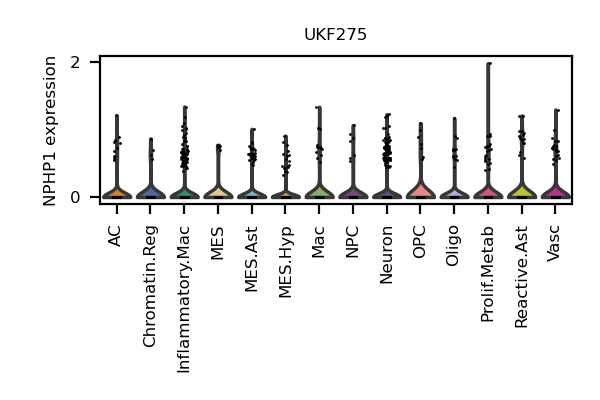 UKF275
NPHP1 expression
2
0
AC
Chromatin.Reg
Inflammatory.Mac
MES
MES.Ast
MES.Hyp
Mac
NPC
Neuron
OPC
Oligo
Prolif.Metab
Reactive.Ast
Vasc